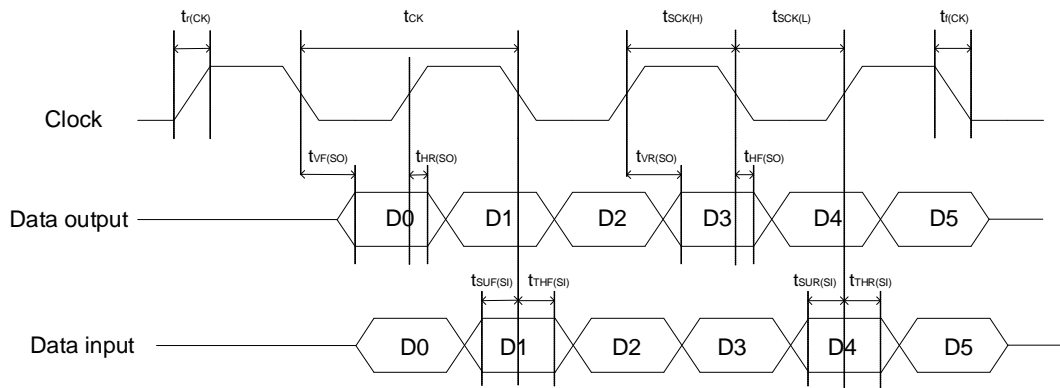 tr(CK) tCK tSCK(H) tSCK(L) tf(CK)
Clock
tVF(SO) tHR(SO) tVR(SO) tHF(SO)
Data output D0 D1 D2 D3 D4 D5
tSUF(SI) tTHF(SI) tSUR(SI) tTHR(SI)
Data input D0 D1 D2 D3 D4 D5